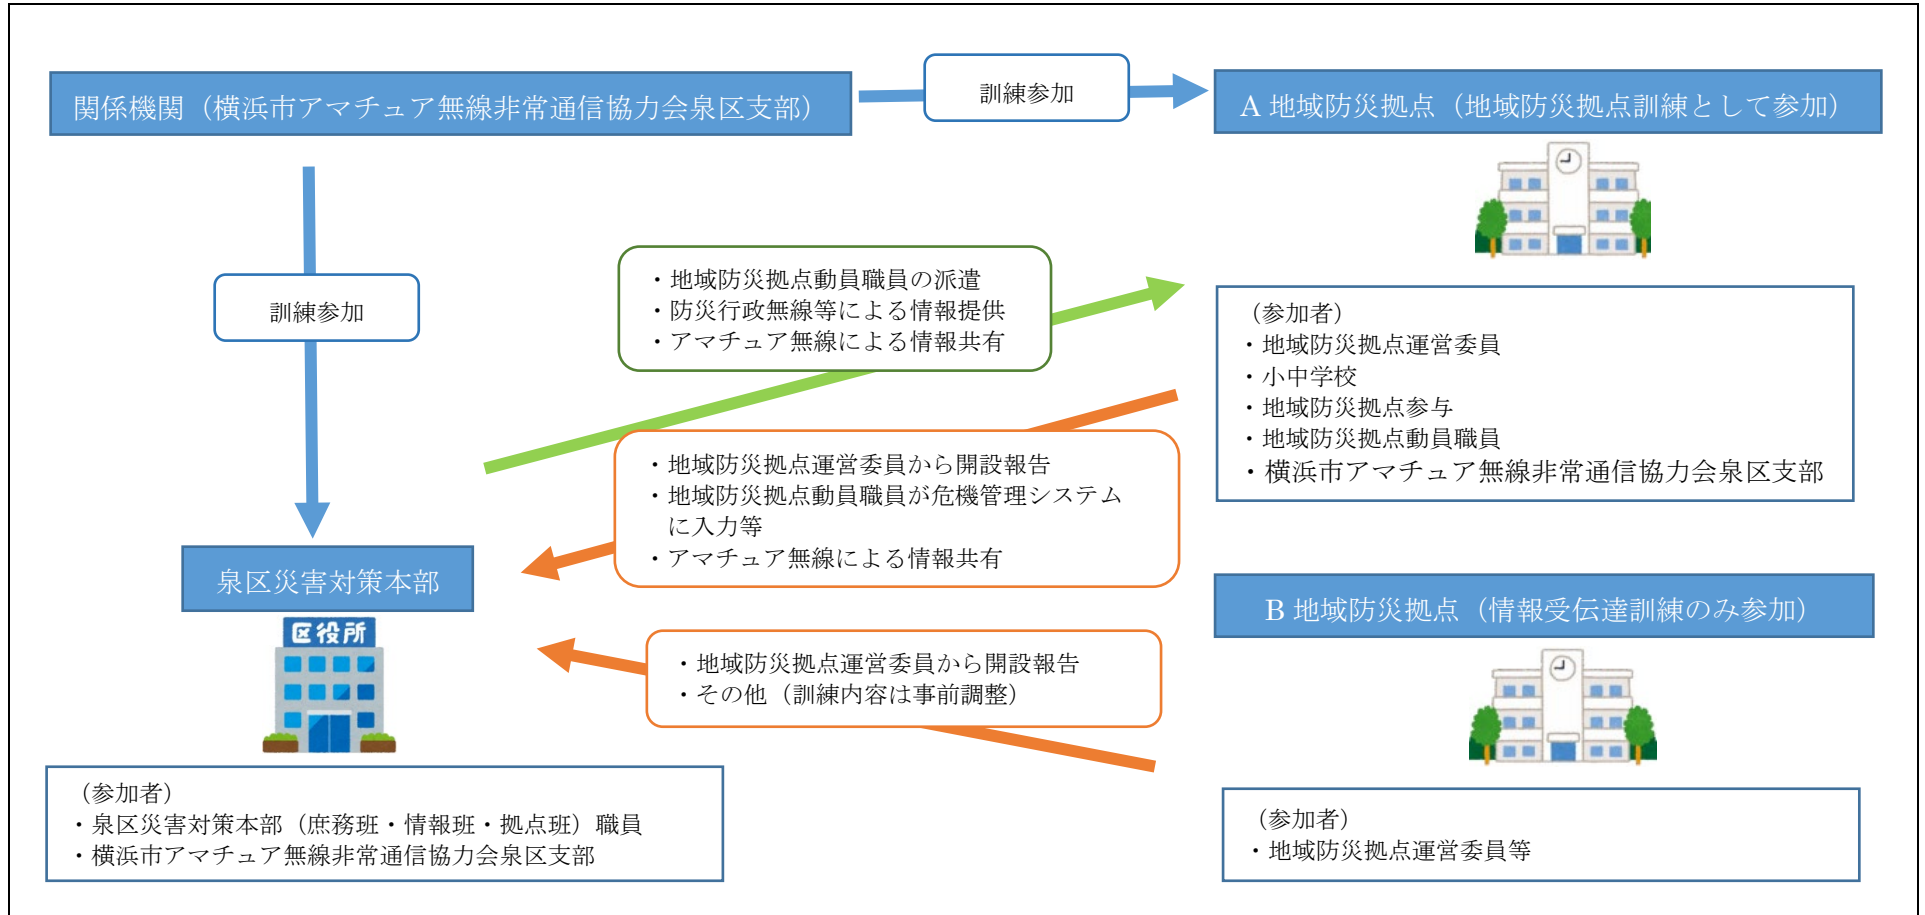 関係機関（横浜市アマチュア無線非常通信協力会泉区支部）
訓練参加
A 地域防災拠点（地域防災拠点訓練として参加）
訓練参加
・地域防災拠点動員職員の派遣
・防災行政無線等による情報提供
・アマチュア無線による情報共有
（参加者）
・地域防災拠点運営委員
・小中学校
・地域防災拠点参与
・地域防災拠点動員職員
・横浜市アマチュア無線非常通信協力会泉区支部
・地域防災拠点運営委員から開設報告
・地域防災拠点動員職員が危機管理システム
に入力等
・アマチュア無線による情報共有
泉区災害対策本部
区役所
B 地域防災拠点（情報受伝達訓練のみ参加）
・地域防災拠点運営委員から開設報告
・その他（訓練内容は事前調整）
（参加者）
・泉区災害対策本部（庶務班・情報班・拠点班）職員
・横浜市アマチュア無線非常通信協力会泉区支部
（参加者）
・地域防災拠点運営委員等